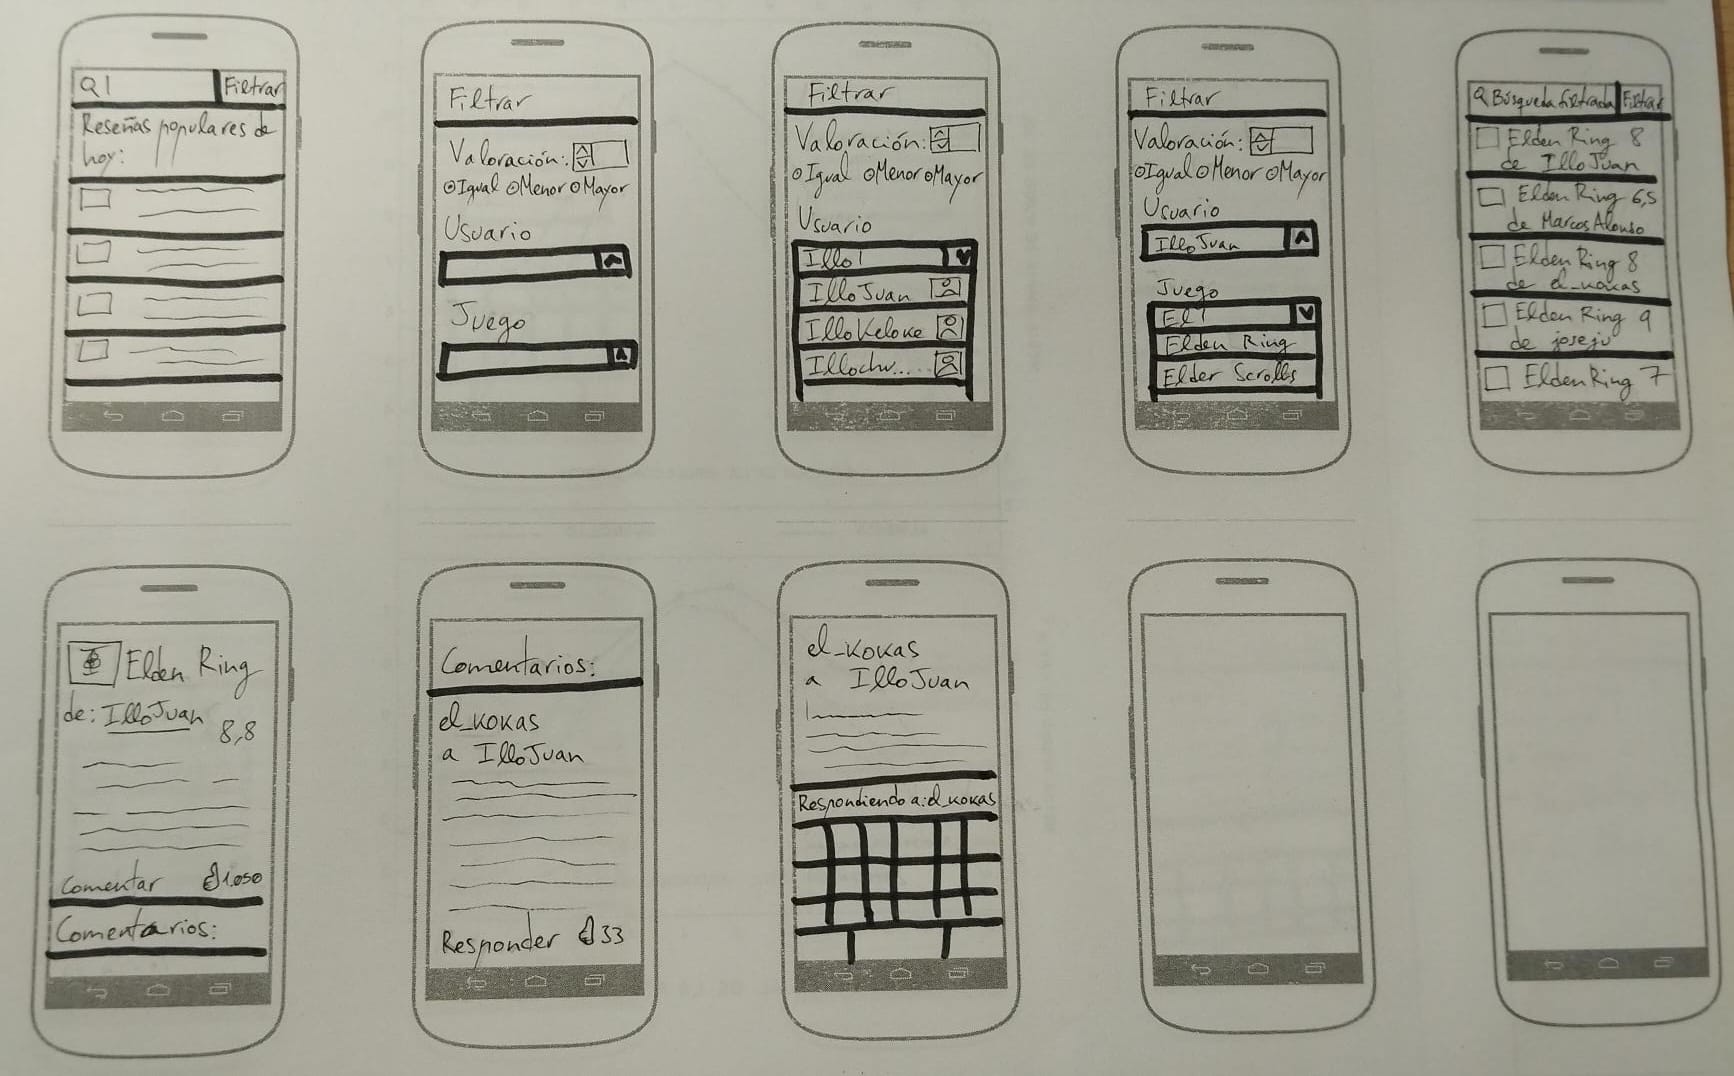 Q| Filtrar
Reseñas populares de
hoy:
Filtrar
Valoración:
Igual Menor Mayor
Usuario
Juego
Filtrar
Valoración:
Igual Menor Mayor
Usuario
Illo|
IlloJuan
IlloKeloke
Illochu...
Filtrar
Valoración:
Igual Menor Mayor
Usuario
IlloJuan
Juego
El|
Elden Ring
Elder Scrolls
Búsqueda filtrada Filtrar
Elden Ring 8
de IlloJuan
Elden Ring 6,5
de Marcos Alonso
Elden Ring 8
de el_kokas
Elden Ring 9
de joseju
Elden Ring 7
Elden Ring
de: IlloJuan
8,8
Comentar 1.050
Comentarios:
Comentarios:
el_kokas
a IlloJuan
Responder 33
el_kokas
a IlloJuan
Respondiendo a: el_kokas